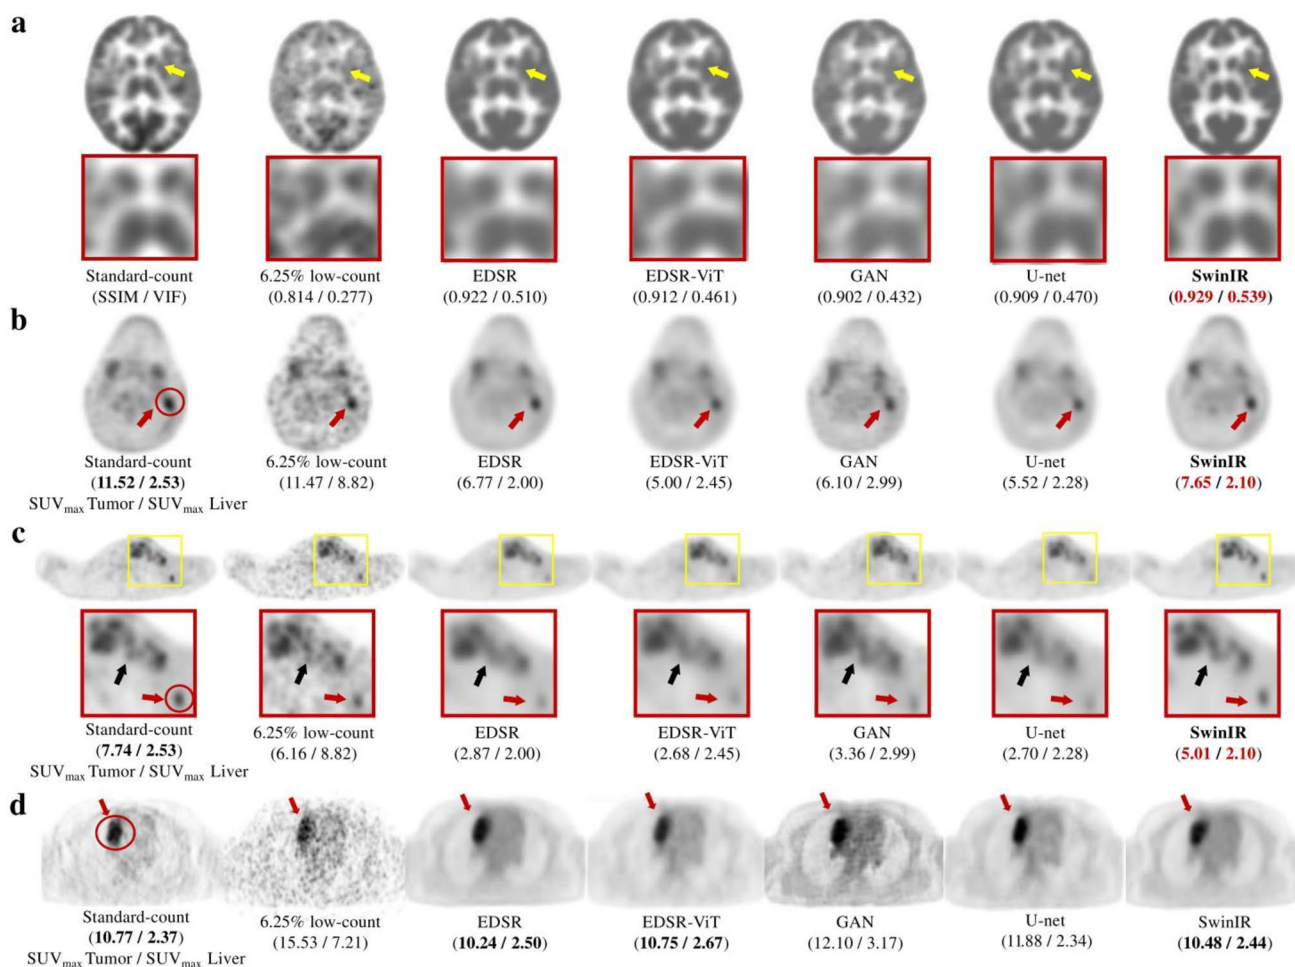 a
Standard-count 6.25% low-count EDSR EDSR-ViT GAN U-net SwinIR
(SSIM / VIF) (0.814 / 0.277) (0.922 / 0.510) (0.912 / 0.461) (0.902 / 0.432) (0.909 / 0.470) (0.929 / 0.539)
b
Standard-count 6.25% low-count EDSR EDSR-ViT GAN U-net SwinIR
(11.52 / 2.53) (11.47 / 8.82) (6.77 / 2.00) (5.00 / 2.45) (6.10 / 2.99) (5.52 / 2.28) (7.65 / 2.10)
SUVmax Tumor / SUVmax Liver
c
Standard-count 6.25% low-count EDSR EDSR-ViT GAN U-net SwinIR
(7.74 / 2.53) (6.16 / 8.82) (2.87 / 2.00) (2.68 / 2.45) (3.36 / 2.99) (2.70 / 2.28) (5.01 / 2.10)
SUVmax Tumor / SUVmax Liver
d
Standard-count 6.25% low-count EDSR EDSR-ViT GAN U-net SwinIR
(10.77 / 2.37) (15.53 / 7.21) (10.24 / 2.50) (10.75 / 2.67) (12.10 / 3.17) (11.88 / 2.34) (10.48 / 2.44)
SUVmax Tumor / SUVmax Liver